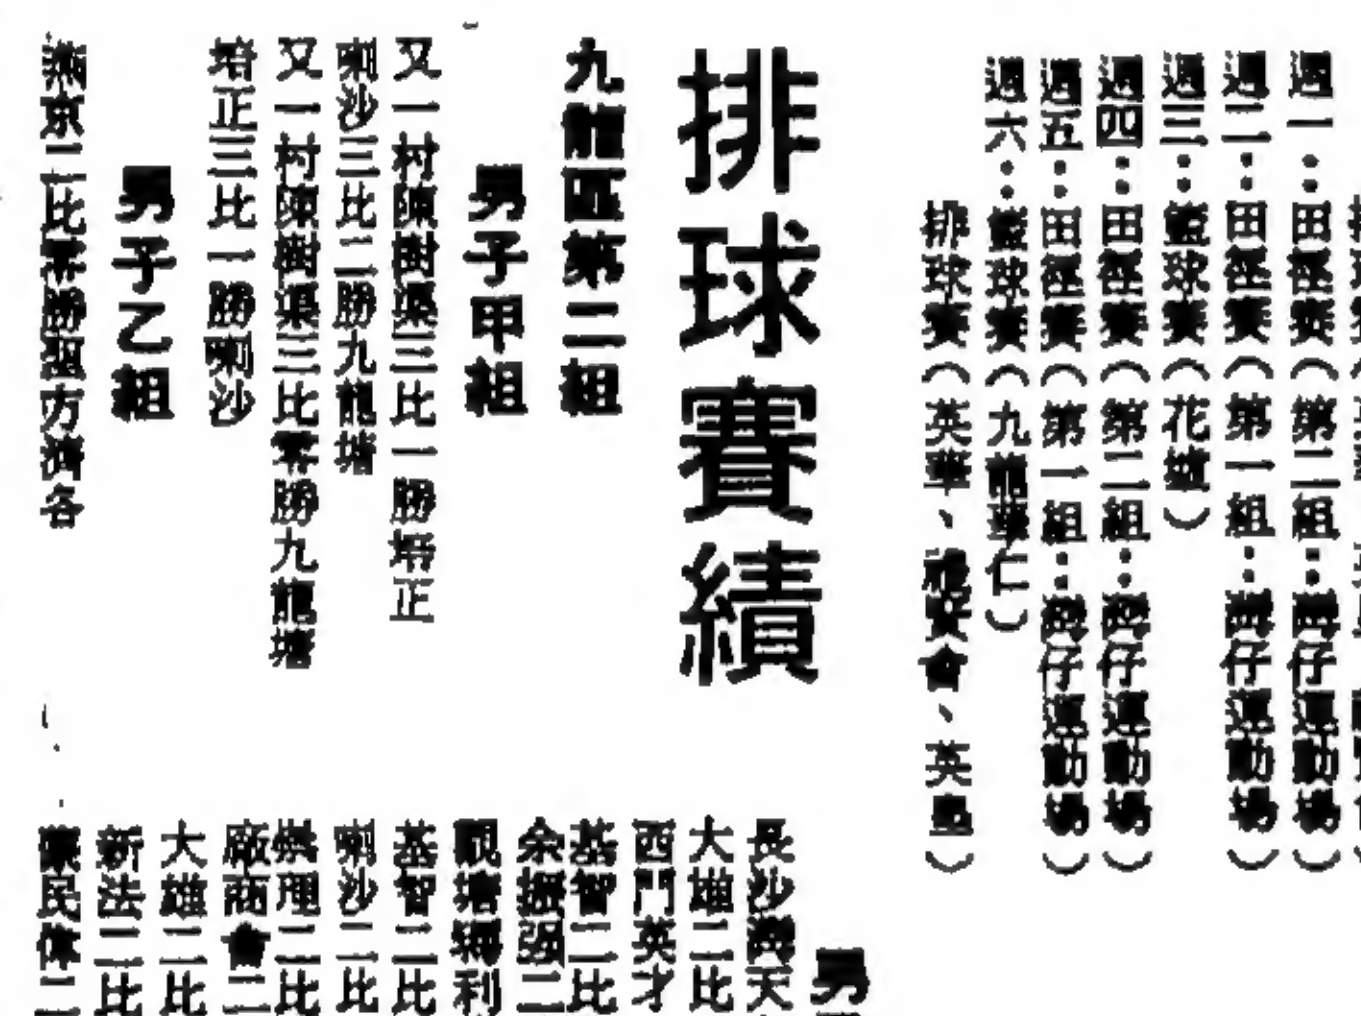 週一：田徑賽（第二組：灣仔運動場）
週二：田徑賽（第一組：灣仔運動場）
週三：籃球賽（花墟）
週四：田徑賽（第二組：灣仔運動場）
週五：田徑賽（第一組：灣仔運動場）
週六：籃球賽（九龍華仁）
排球賽（英華、禮賢會、英皇）
排球賽績
九龍區第二組
男子甲組
又一村陳樹渠三比一勝培正
喇沙三比二勝九龍塘
又一村陳樹渠三比零勝九龍塘
培正三比一勝喇沙
男子乙組
燕京二比零勝聖方濟各
男
長沙灣天
大雄二比
西門英才
基智二比
余振强二
觀塘瑪利
基智二比
喇沙二比
理二比
廠商會二
大雄二比
新法二比
陳民偉二